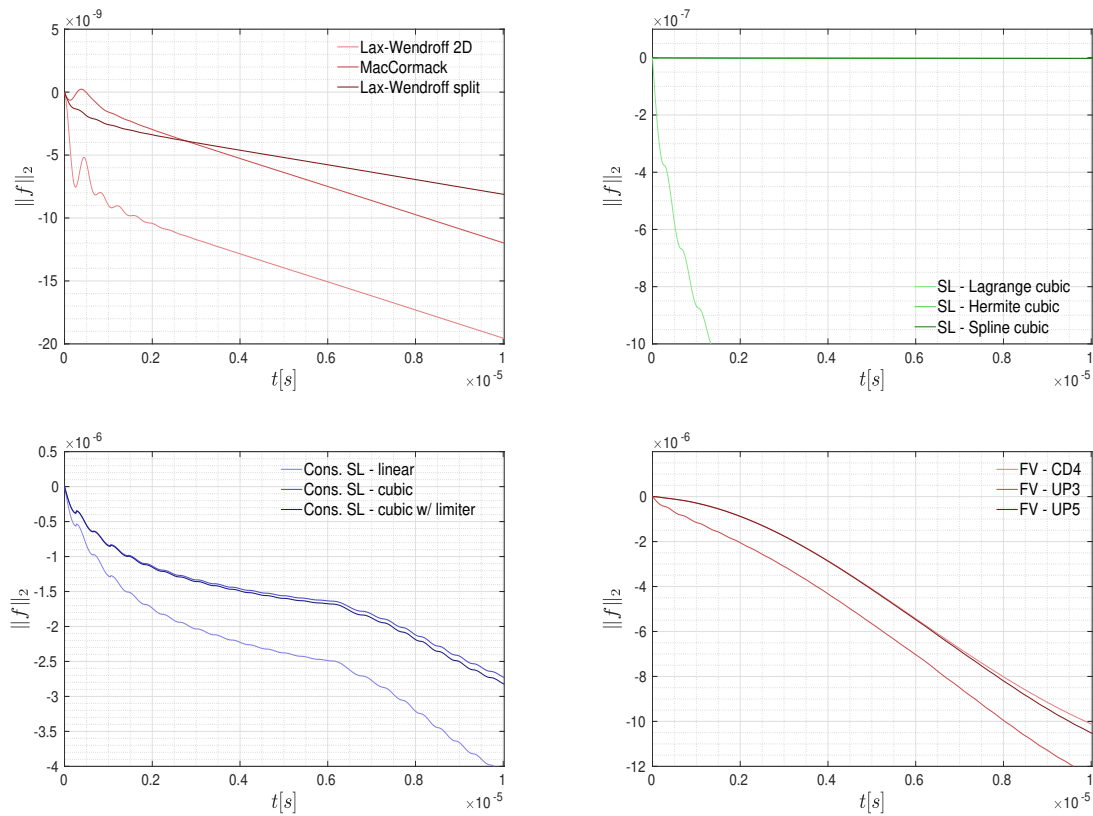 ×10⁻⁹
5
0
-5
-10
-15
-20
|| f ||₂
Lax-Wendroff 2D
MacCormack
Lax-Wendroff split
0 0.2 0.4 0.6 0.8 1
t[s]
×10⁻⁵
×10⁻⁷
0
-7
-4
-7
-6
-7
-8
-10
|| f ||₂
SL - Lagrange cubic
SL - Hermite cubic
SL - Spline cubic
0 0.2 0.4 0.6 0.8 1
t[s]
×10⁻⁵
×10⁻⁶
0.5
0
-0.5
-1
-1.5
-2
-2.5
-3
-3.5
-4
|| f ||₂
Cons. SL - linear
Cons. SL - cubic
Cons. SL - cubic w/ limiter
0 0.2 0.4 0.6 0.8 1
t[s]
×10⁻⁵
×10⁻⁶
0
-2
-4
-6
-8
-10
-12
|| f ||₂
FV - CD4
FV - UP3
FV - UP5
0 0.2 0.4 0.6 0.8 1
t[s]
×10⁻⁵